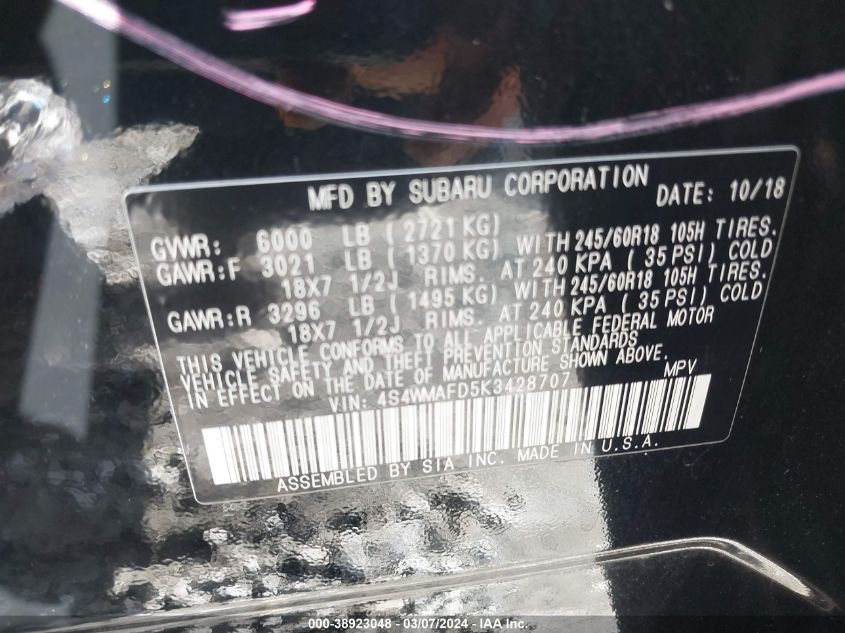 MFD BY SUBARU CORPORATION DATE: 10/18
GVWR: 6000 LB ( 2721 KG)
GAWR:F 3021 LB ( 1370 KG) WITH 245/60R18 105H TIRES.
18X7 1/2J RIMS. AT 240 KPA ( 35 PSI) COLD
GAWR:R 3296 LB ( 1495 KG) WITH 245/60R18 105H TIRES.
18X7 1/2J RIMS. AT 240 KPA ( 35 PSI) COLD
THIS VEHICLE CONFORMS TO ALL APPLICABLE FEDERAL MOTOR
VEHICLE SAFETY AND THEFT PREVENTION STANDARDS
IN EFFECT ON THE DATE OF MANUFACTURE SHOWN ABOVE.
VIN: 4S4WMAFD5K3428707 MPV
ASSEMBLED BY SIA INC. MADE IN U.S.A.
000-38923048 - 03/07/2024 - IAA Inc.